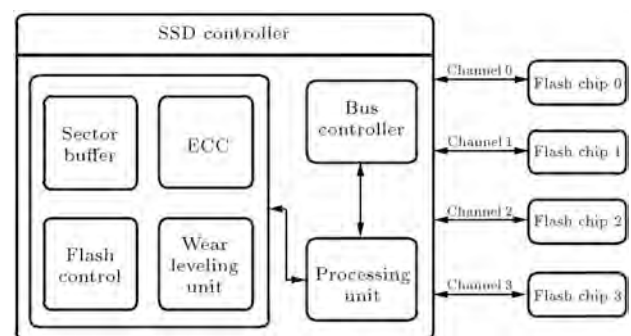 SSD controller
Sector
buffer
ECC
Flash
control
Wear
leveling
unit
Bus
controller
Processing
unit
Channel 0
Flash chip 0
Channel 1
Flash chip 1
Channel 2
Flash chip 2
Channel 3
Flash chip 3